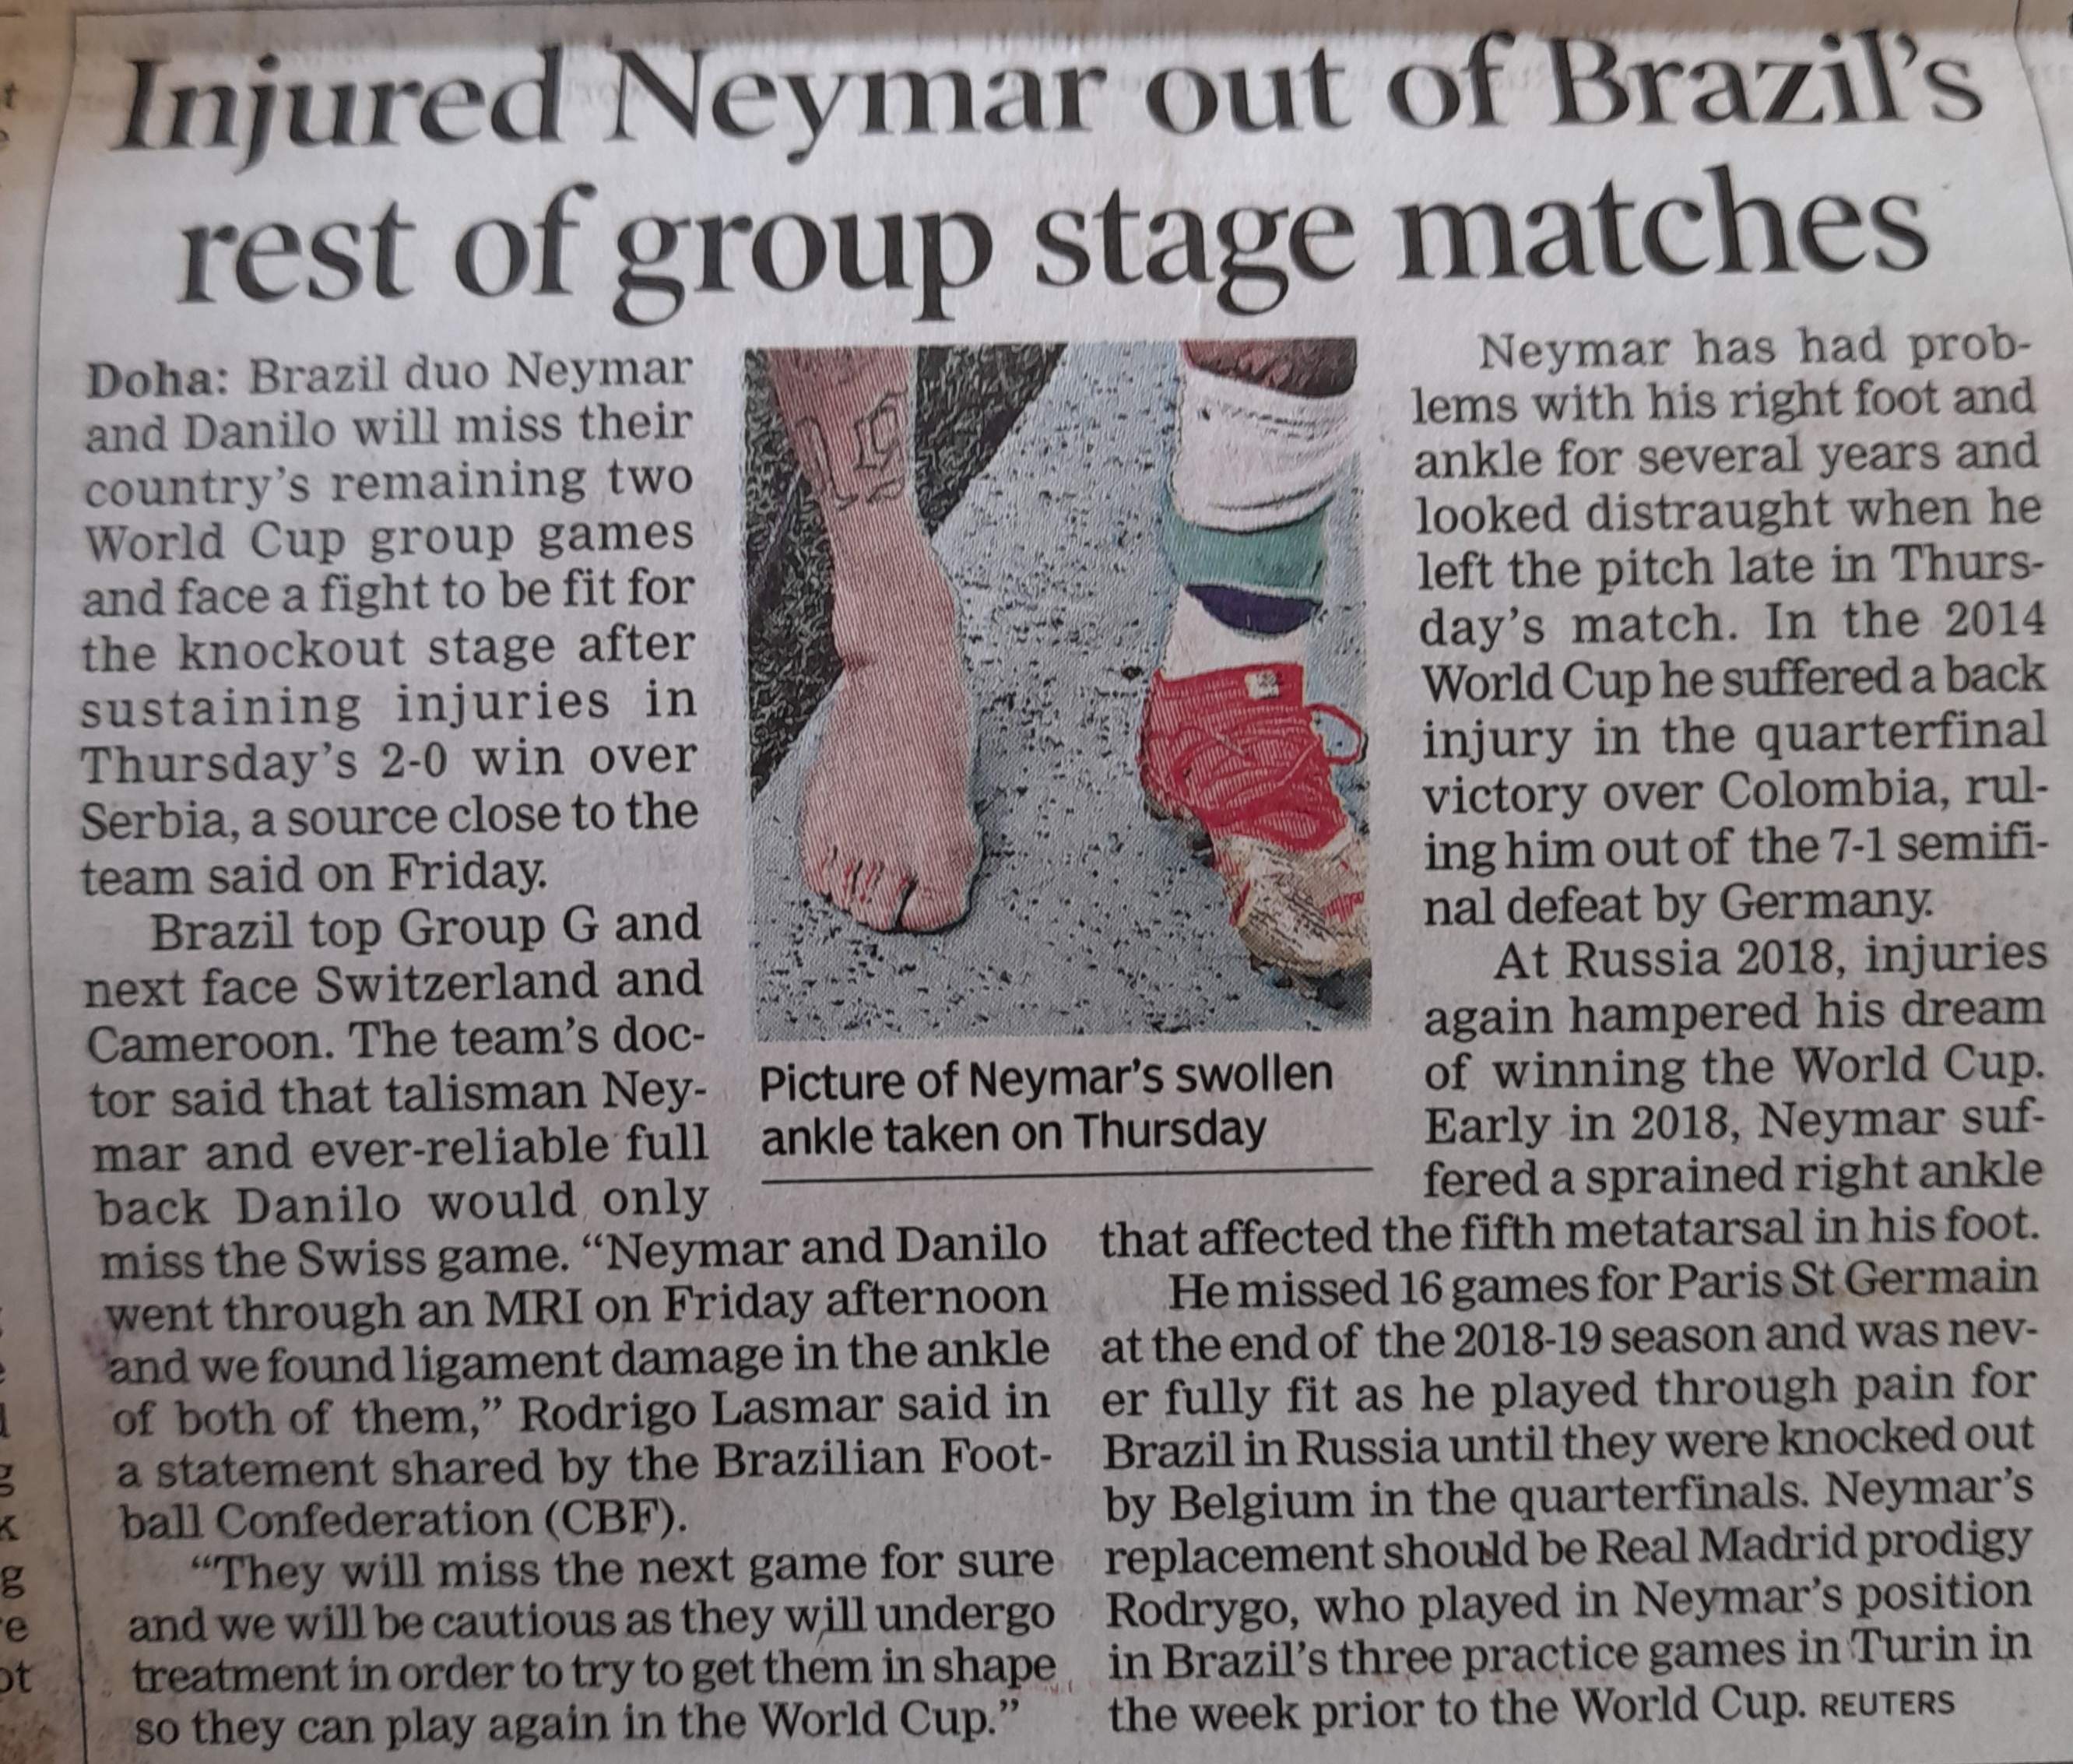 Injured Neymar out of Brazil's
rest of group stage matches
Doha: Brazil duo Neymar
and Danilo will miss their
country's remaining two
World Cup group games
and face a fight to be fit for
the knockout stage after
sustaining injuries in
Thursday's 2-0 win over
Serbia, a source close to the
team said on Friday.
Brazil top Group G and
next face Switzerland and
Cameroon. The team's doc-
tor said that talisman Ney-
mar and ever-reliable full
back Danilo would only
miss the Swiss game. “Neymar and Danilo
went through an MRI on Friday afternoon
and we found ligament damage in the ankle
of both of them,” Rodrigo Lasmar said in
a statement shared by the Brazilian Foot-
ball Confederation (CBF).
“They will miss the next game for sure
and we will be cautious as they will undergo
treatment in order to try to get them in shape
so they can play again in the World Cup.”
Picture of Neymar's swollen
ankle taken on Thursday
Neymar has had prob-
lems with his right foot and
ankle for several years and
looked distraught when he
left the pitch late in Thurs-
day's match. In the 2014
World Cup he suffered a back
injury in the quarterfinal
victory over Colombia, rul-
ing him out of the 7-1 semifi-
nal defeat by Germany.
At Russia 2018, injuries
again hampered his dream
of winning the World Cup.
Early in 2018, Neymar suf-
fered a sprained right ankle
that affected the fifth metatarsal in his foot.
He missed 16 games for Paris St Germain
at the end of the 2018-19 season and was nev-
er fully fit as he played through pain for
Brazil in Russia until they were knocked out
by Belgium in the quarterfinals. Neymar's
replacement should be Real Madrid prodigy
Rodrygo, who played in Neymar's position
in Brazil's three practice games in Turin in
the week prior to the World Cup. REUTERS